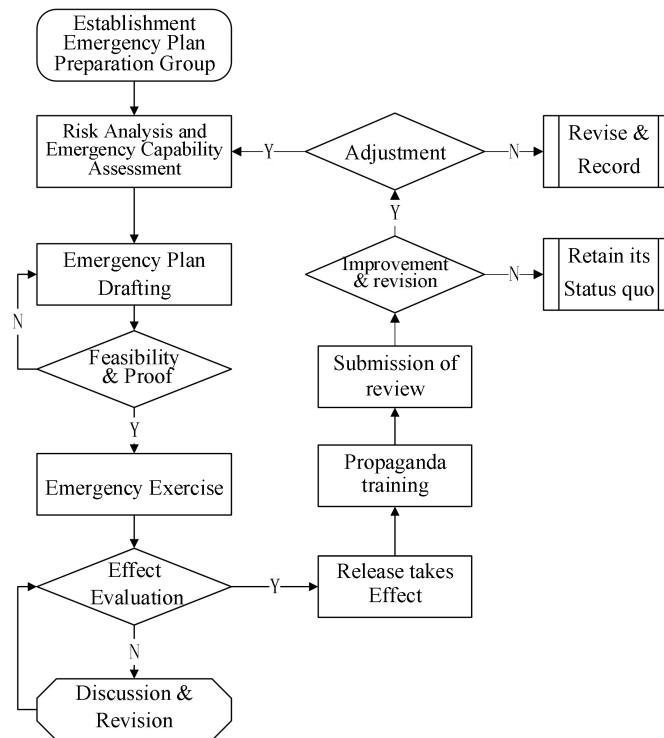 Establishment
Emergency Plan
Preparation Group
Risk Analysis and
Emergency Capability
Assessment
Y
Adjustment
N
Revise &
Record
Y
Emergency Plan
Drafting
Improvement
& revision
N
Retain its
Status quo
N
Feasibility
& Proof
Submission of
review
Y
Propaganda
training
Emergency Exercise
Effect
Evaluation
Y
Release takes
Effect
N
Discussion &
Revision